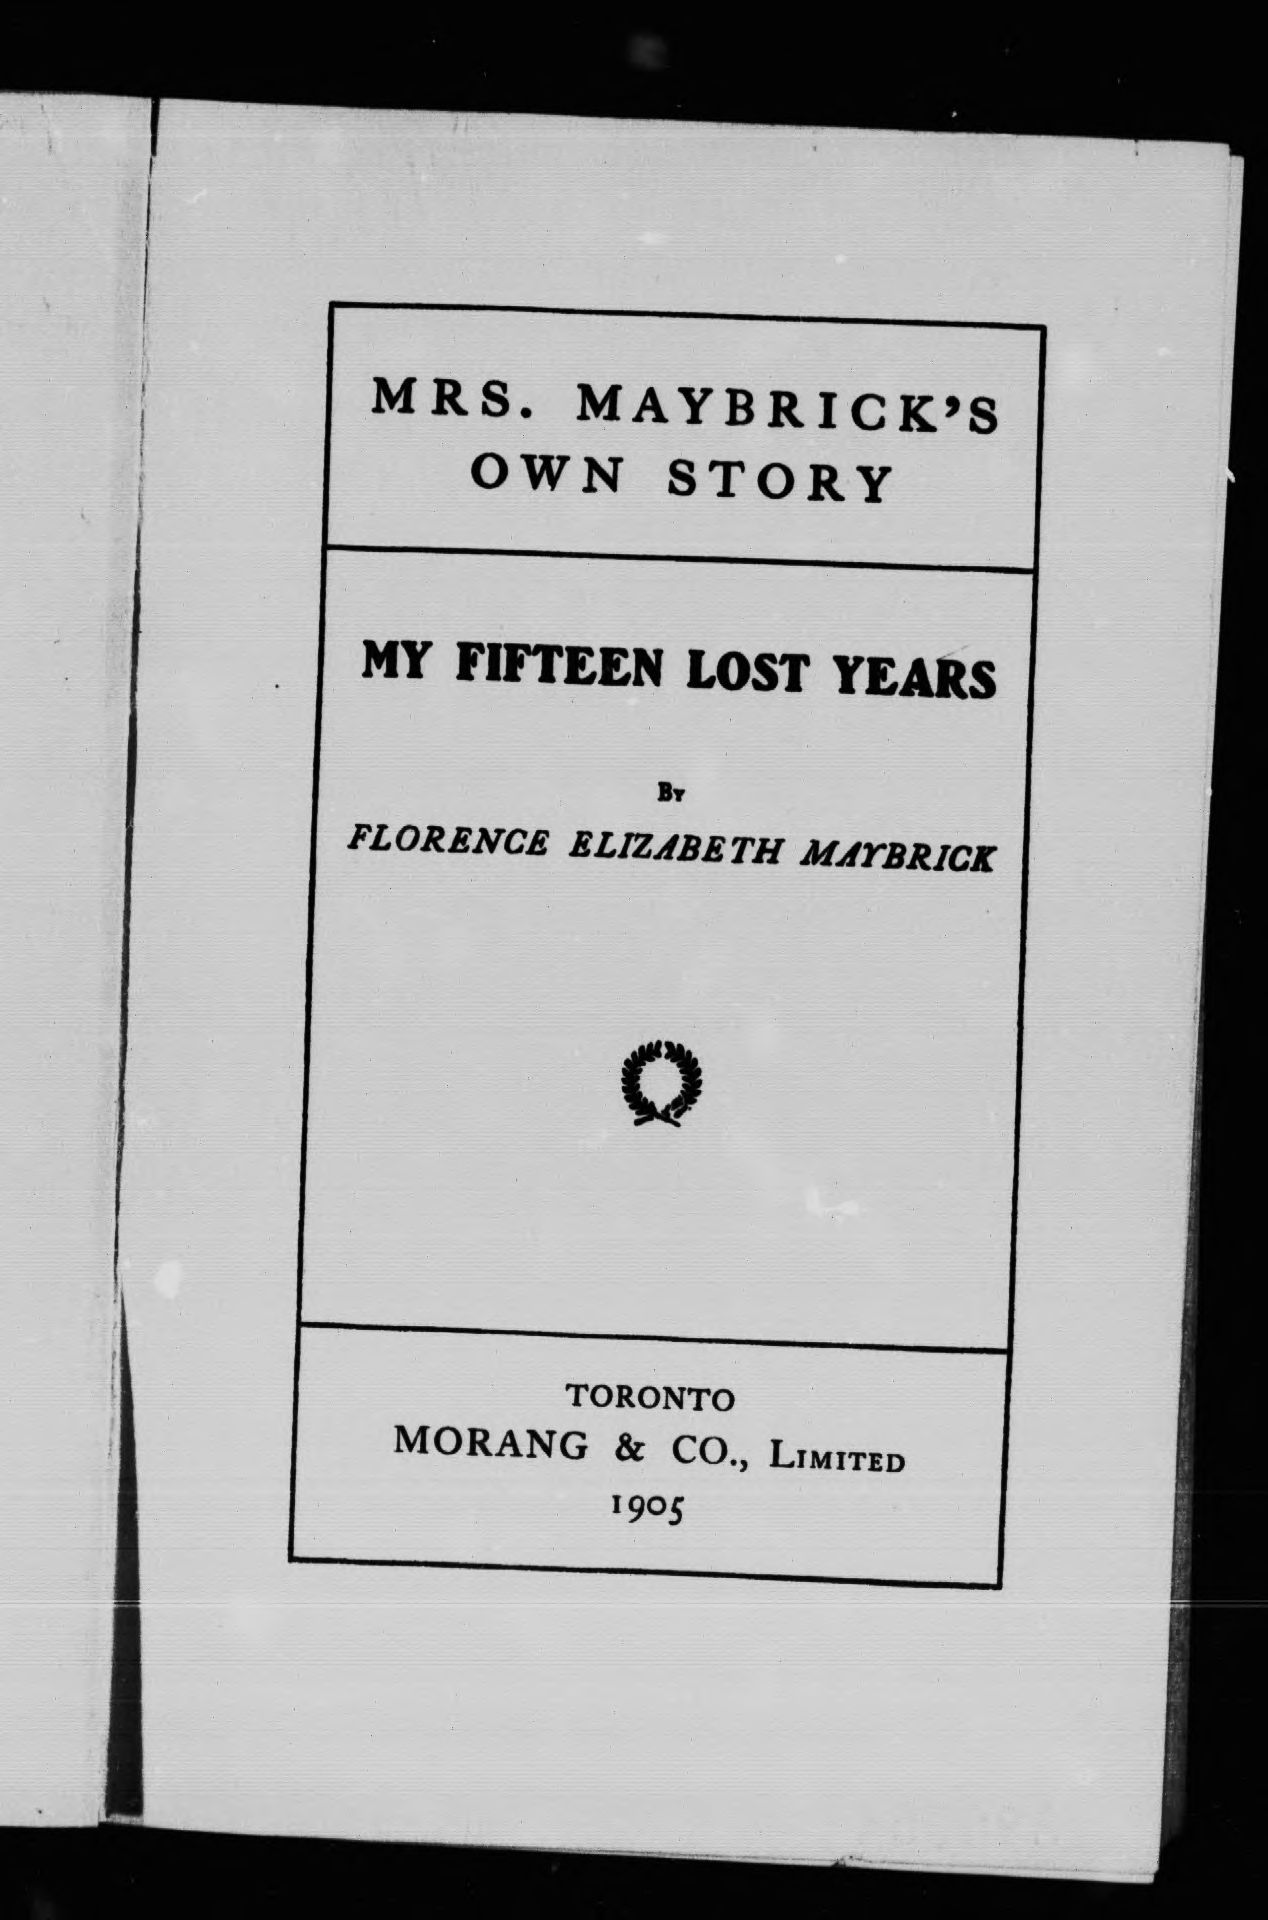 MRS. MAYBRICK'S
OWN STORY
MY FIFTEEN LOST YEARS
BY
FLORENCE ELIZABETH MAYBRICK
TORONTO
MORANG & CO., LIMITED
1905